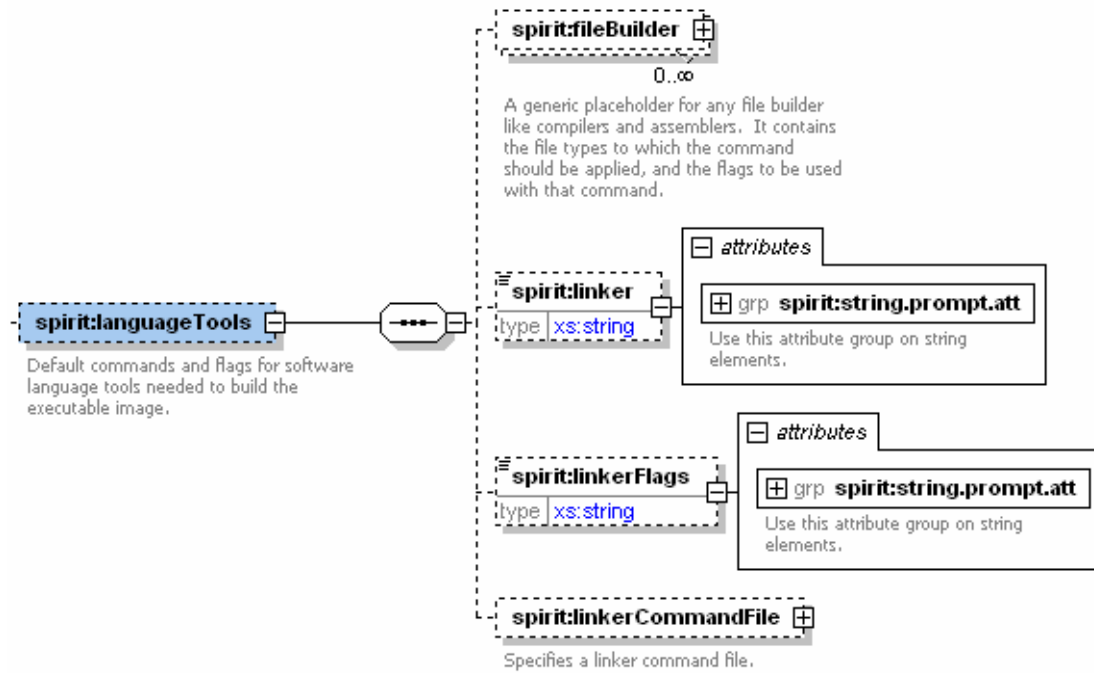 spirit:fileBuilder
0..∞
A generic placeholder for any file builder
like compilers and assemblers.  It contains
the file types to which the command
should be applied, and the flags to be used
with that command.
attributes
spirit:linker
grp spirit:string.prompt.att
type xs:string
Use this attribute group on string
elements.
spirit:languageTools
Default commands and flags for software
language tools needed to build the
executable image.
attributes
spirit:linkerFlags
grp spirit:string.prompt.att
type xs:string
Use this attribute group on string
elements.
spirit:linkerCommandFile
Specifies a linker command file.